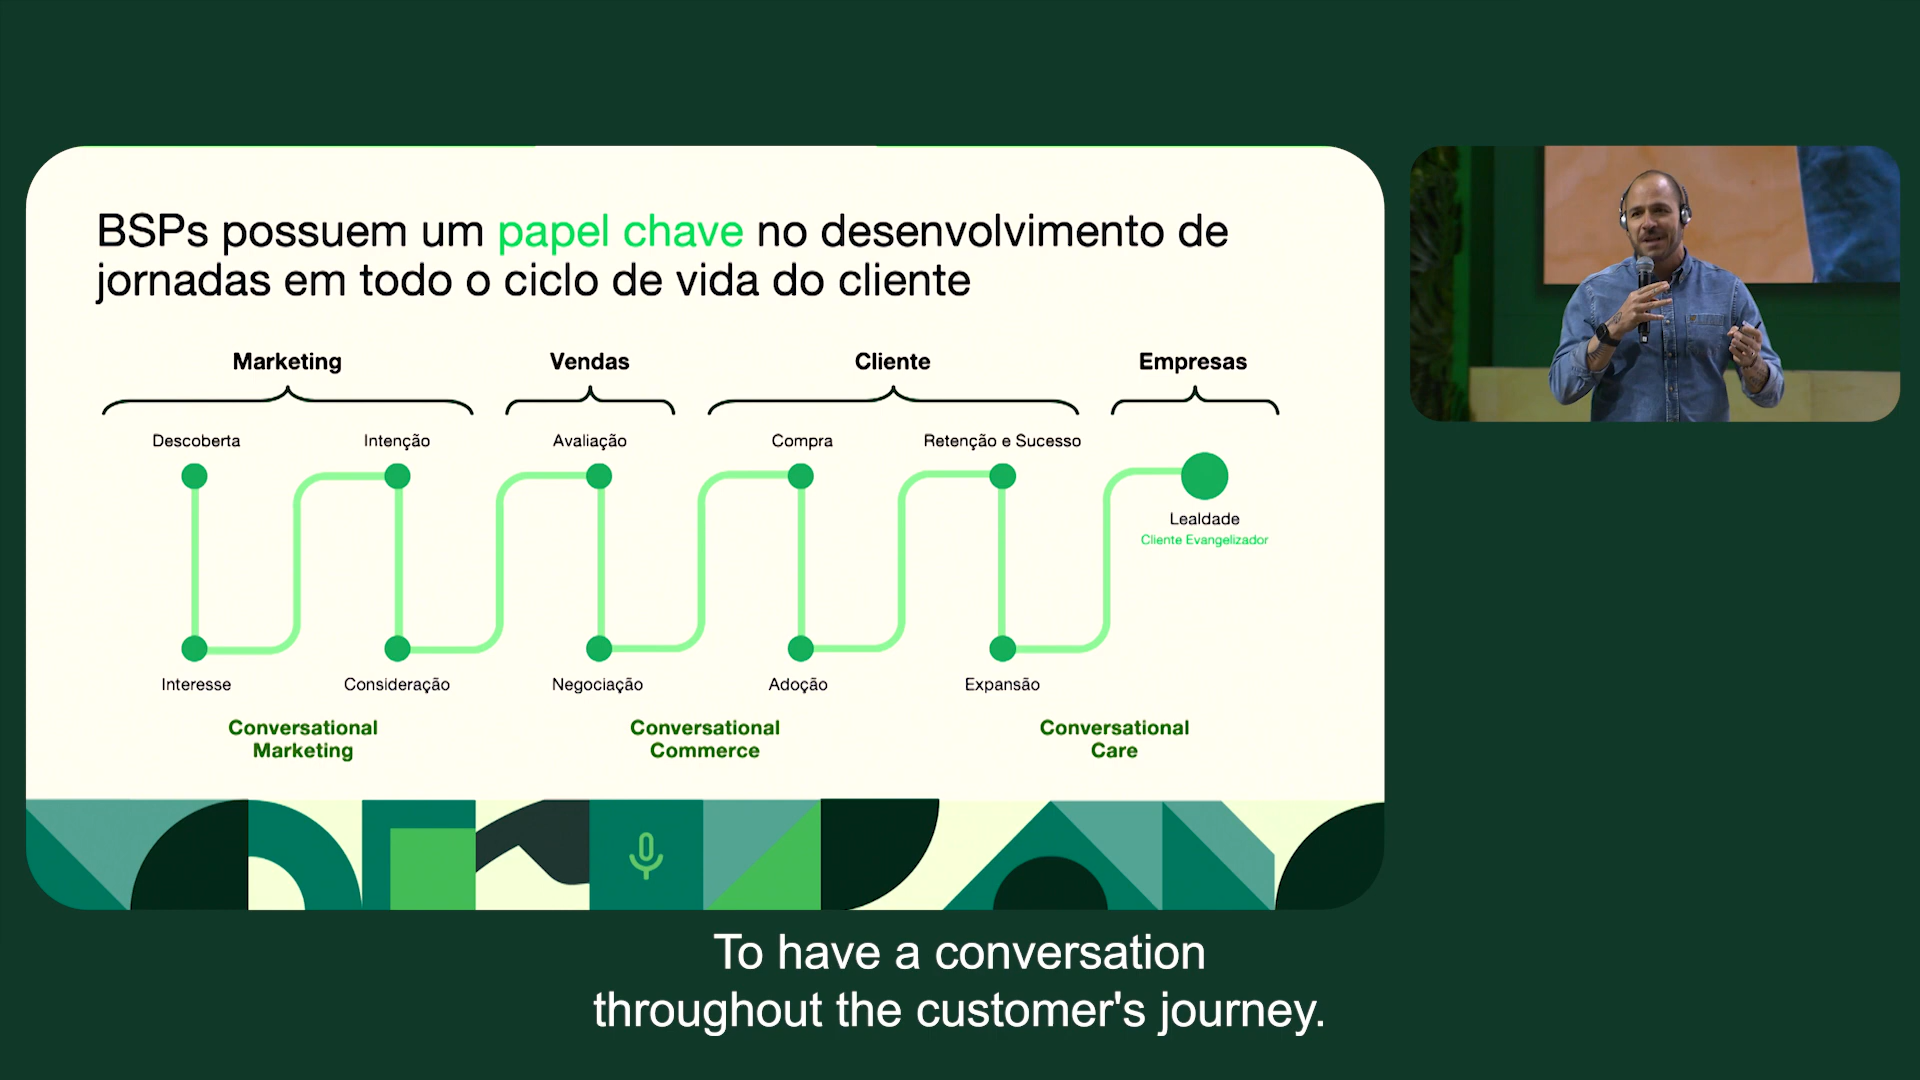 BSPs possuem um papel chave no desenvolvimento de
jornadas em todo o ciclo de vida do cliente
Marketing
Vendas
Cliente
Empresas
Descoberta
Intenção
Avaliação
Compra
Retenção e Sucesso
Lealdade
Cliente Evangelizador
Interesse
Consideração
Negociação
Adoção
Expansão
Conversational
Marketing
Conversational
Commerce
Conversational
Care
To have a conversation
throughout the customer's journey.